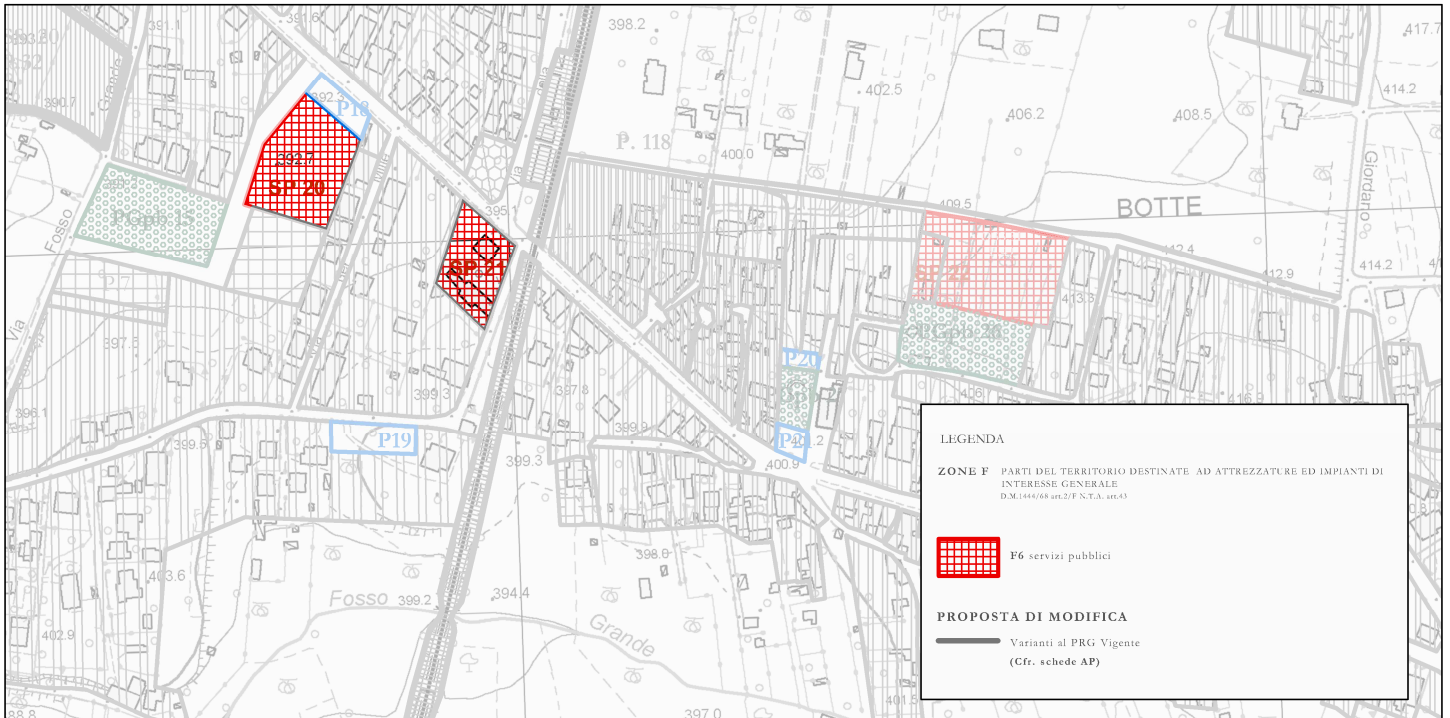 391.1
391.6
398.2
417.7
390.7
Grande
392.3
P18
402.5
406.2
408.5
414.2
P. 118
400.0
392.7
SP 20
Giordano
PGpb 15
Fosso
395.1
409.5
BOTTE
SP 21
412.4
412.9
414.2
SP 22
413.3
Via
397.5
P20
399.3
397.8
396.1
P19
399.5
399.3
400.9
LEGENDA
ZONE F PARTI DEL TERRITORIO DESTINATE AD ATTREZZATURE ED IMPIANTI DI
INTERESSE GENERALE
D.M.1444/68 art.2/F N.T.A. art.43
F6 servizi pubblici
398.0
403.6
Fosso
399.2
394.4
Grande
402.9
PROPOSTA DI MODIFICA
Varianti al PRG Vigente
(Cfr. schede AP)
397.0